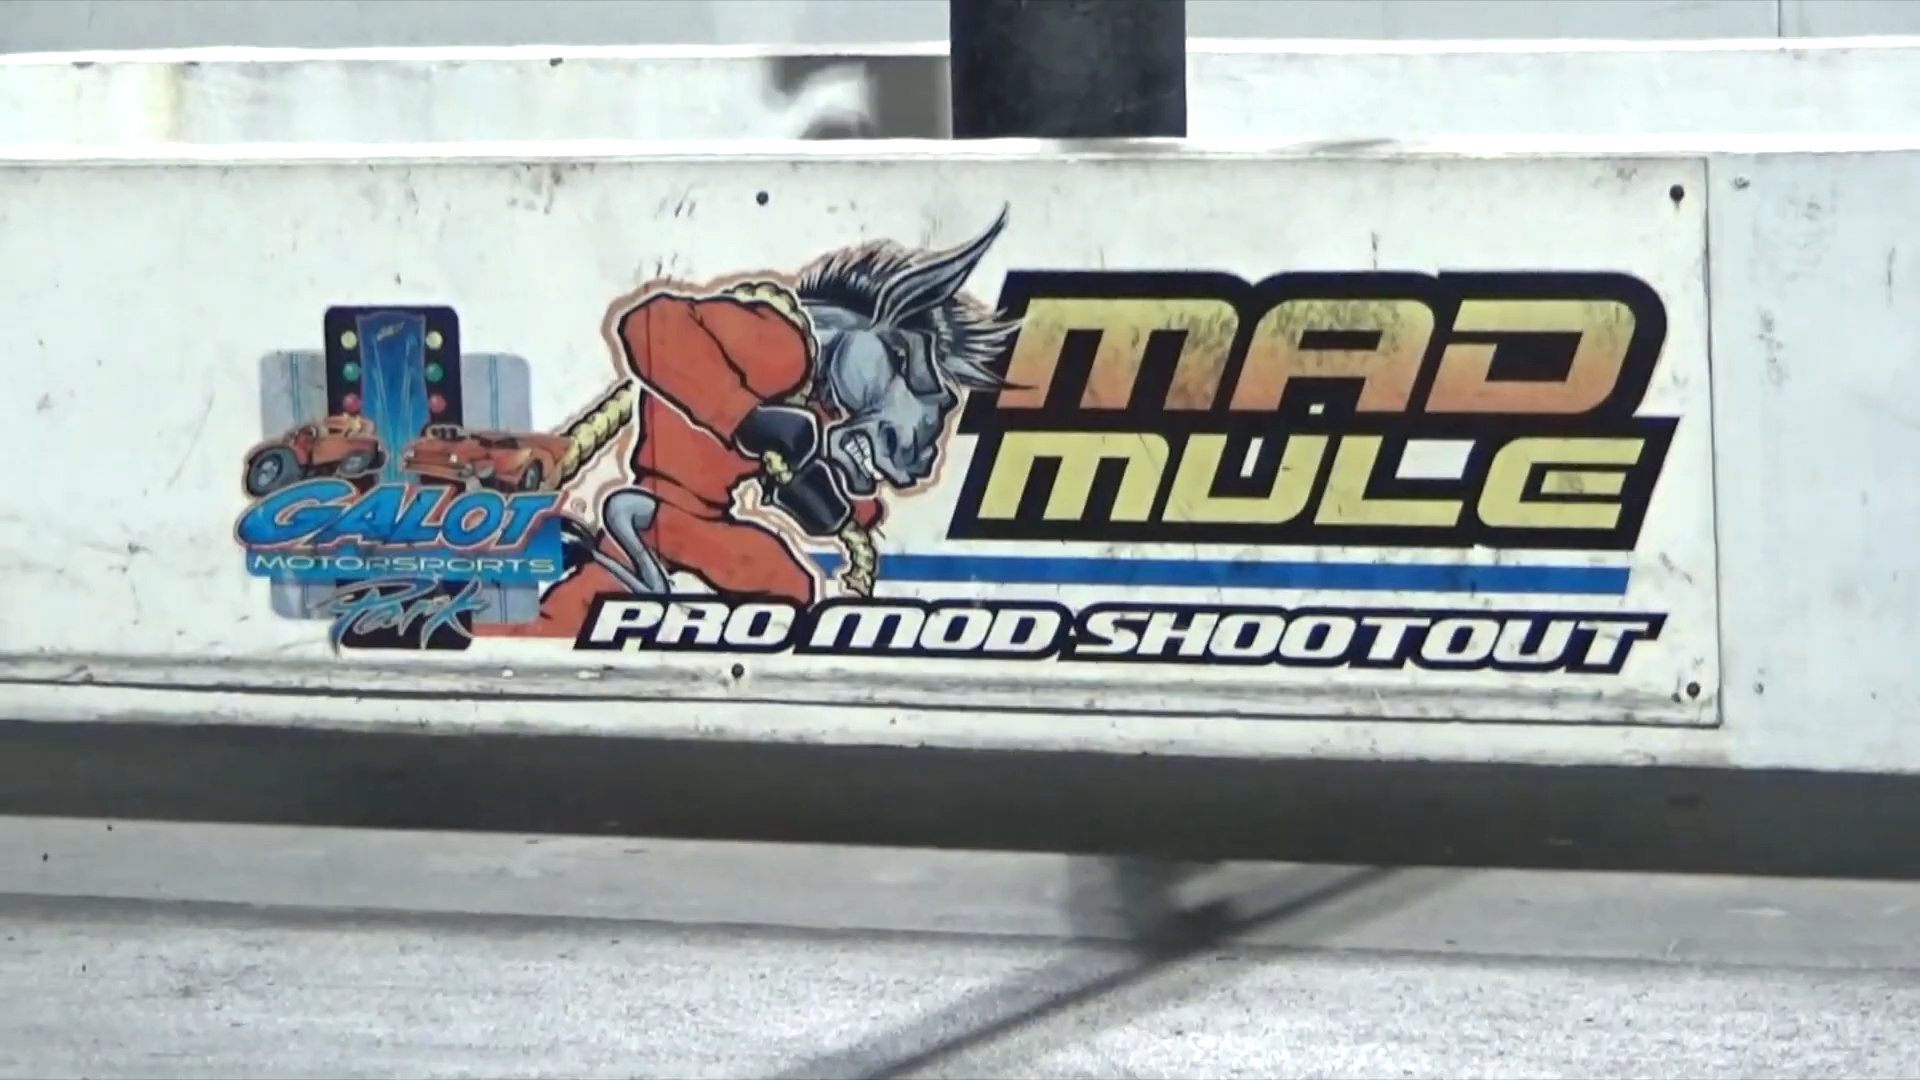 GALOT
MOTORSPORTS
Park
MAD
MULE
PRO MOD SHOOTOUT